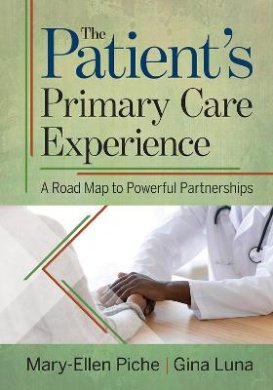 The
Patient's
Primary Care
Experience
A Road Map to Powerful Partnerships
Mary-Ellen Piche | Gina Luna